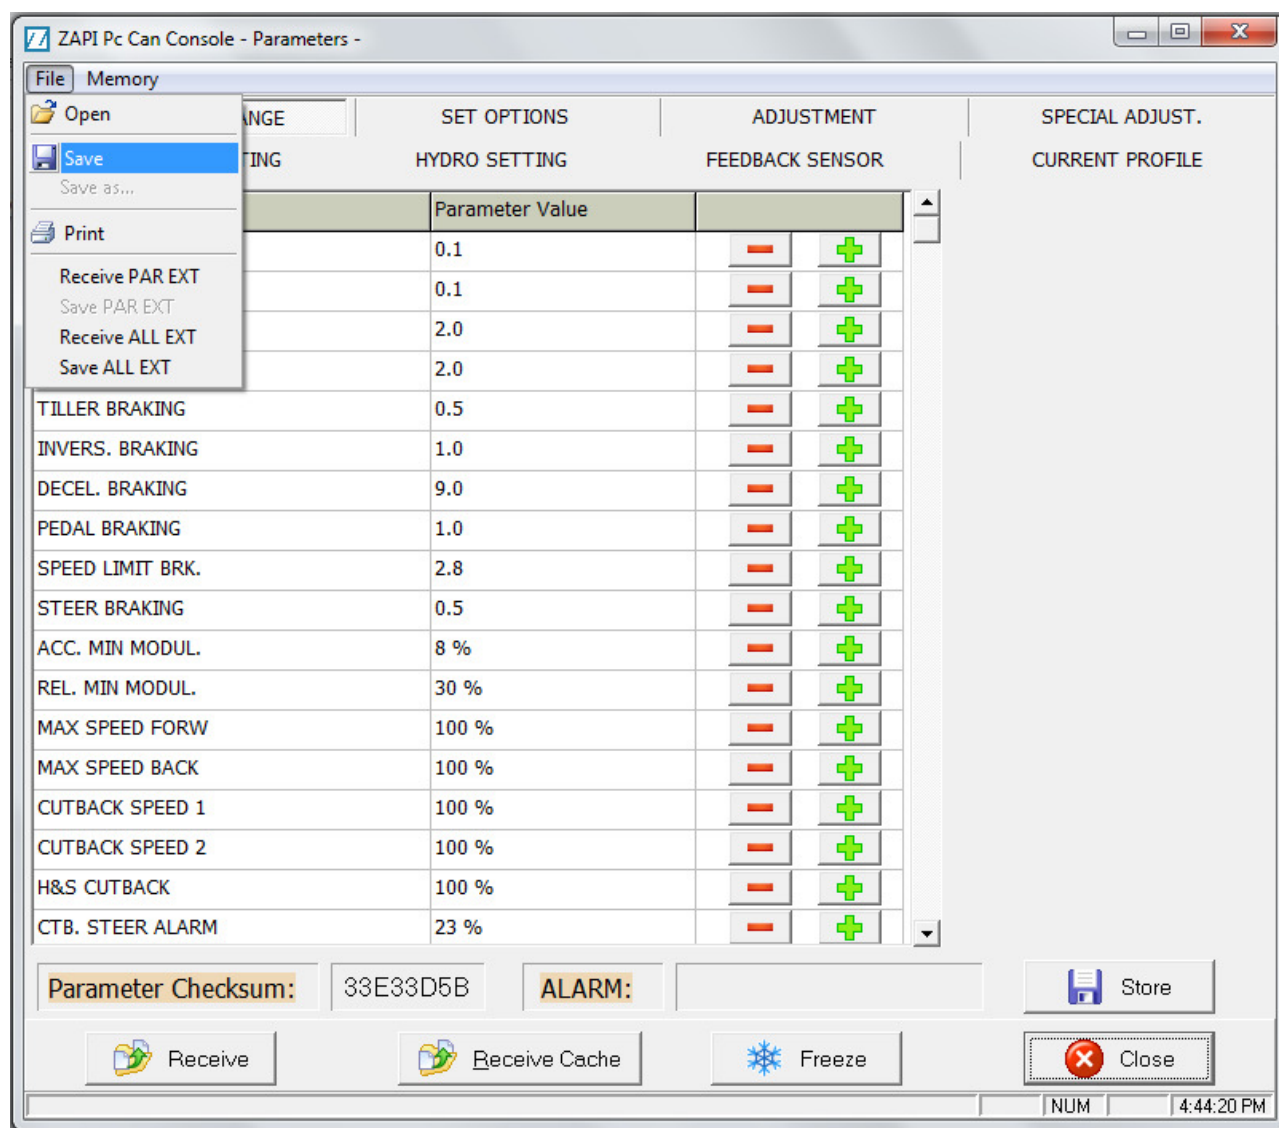 ZAPI Pc Can Console - Parameters -
File Memory
Open
Save
Save as...
Print
Receive PAR EXT
Save PAR EXT
Receive ALL EXT
Save ALL EXT
ANGE SET OPTIONS ADJUSTMENT SPECIAL ADJUST.
TING HYDRO SETTING FEEDBACK SENSOR CURRENT PROFILE
Parameter Value
0.1
0.1
2.0
2.0
TILLER BRAKING 0.5
INVERS. BRAKING 1.0
DECEL. BRAKING 9.0
PEDAL BRAKING 1.0
SPEED LIMIT BRK. 2.8
STEER BRAKING 0.5
ACC. MIN MODUL. 8 %
REL. MIN MODUL. 30 %
MAX SPEED FORW 100 %
MAX SPEED BACK 100 %
CUTBACK SPEED 1 100 %
CUTBACK SPEED 2 100 %
H&S CUTBACK 100 %
CTB. STEER ALARM 23 %
Parameter Checksum: 33E33D5B ALARM: Store
Receive Receive Cache Freeze Close
NUM 4:44:20 PM